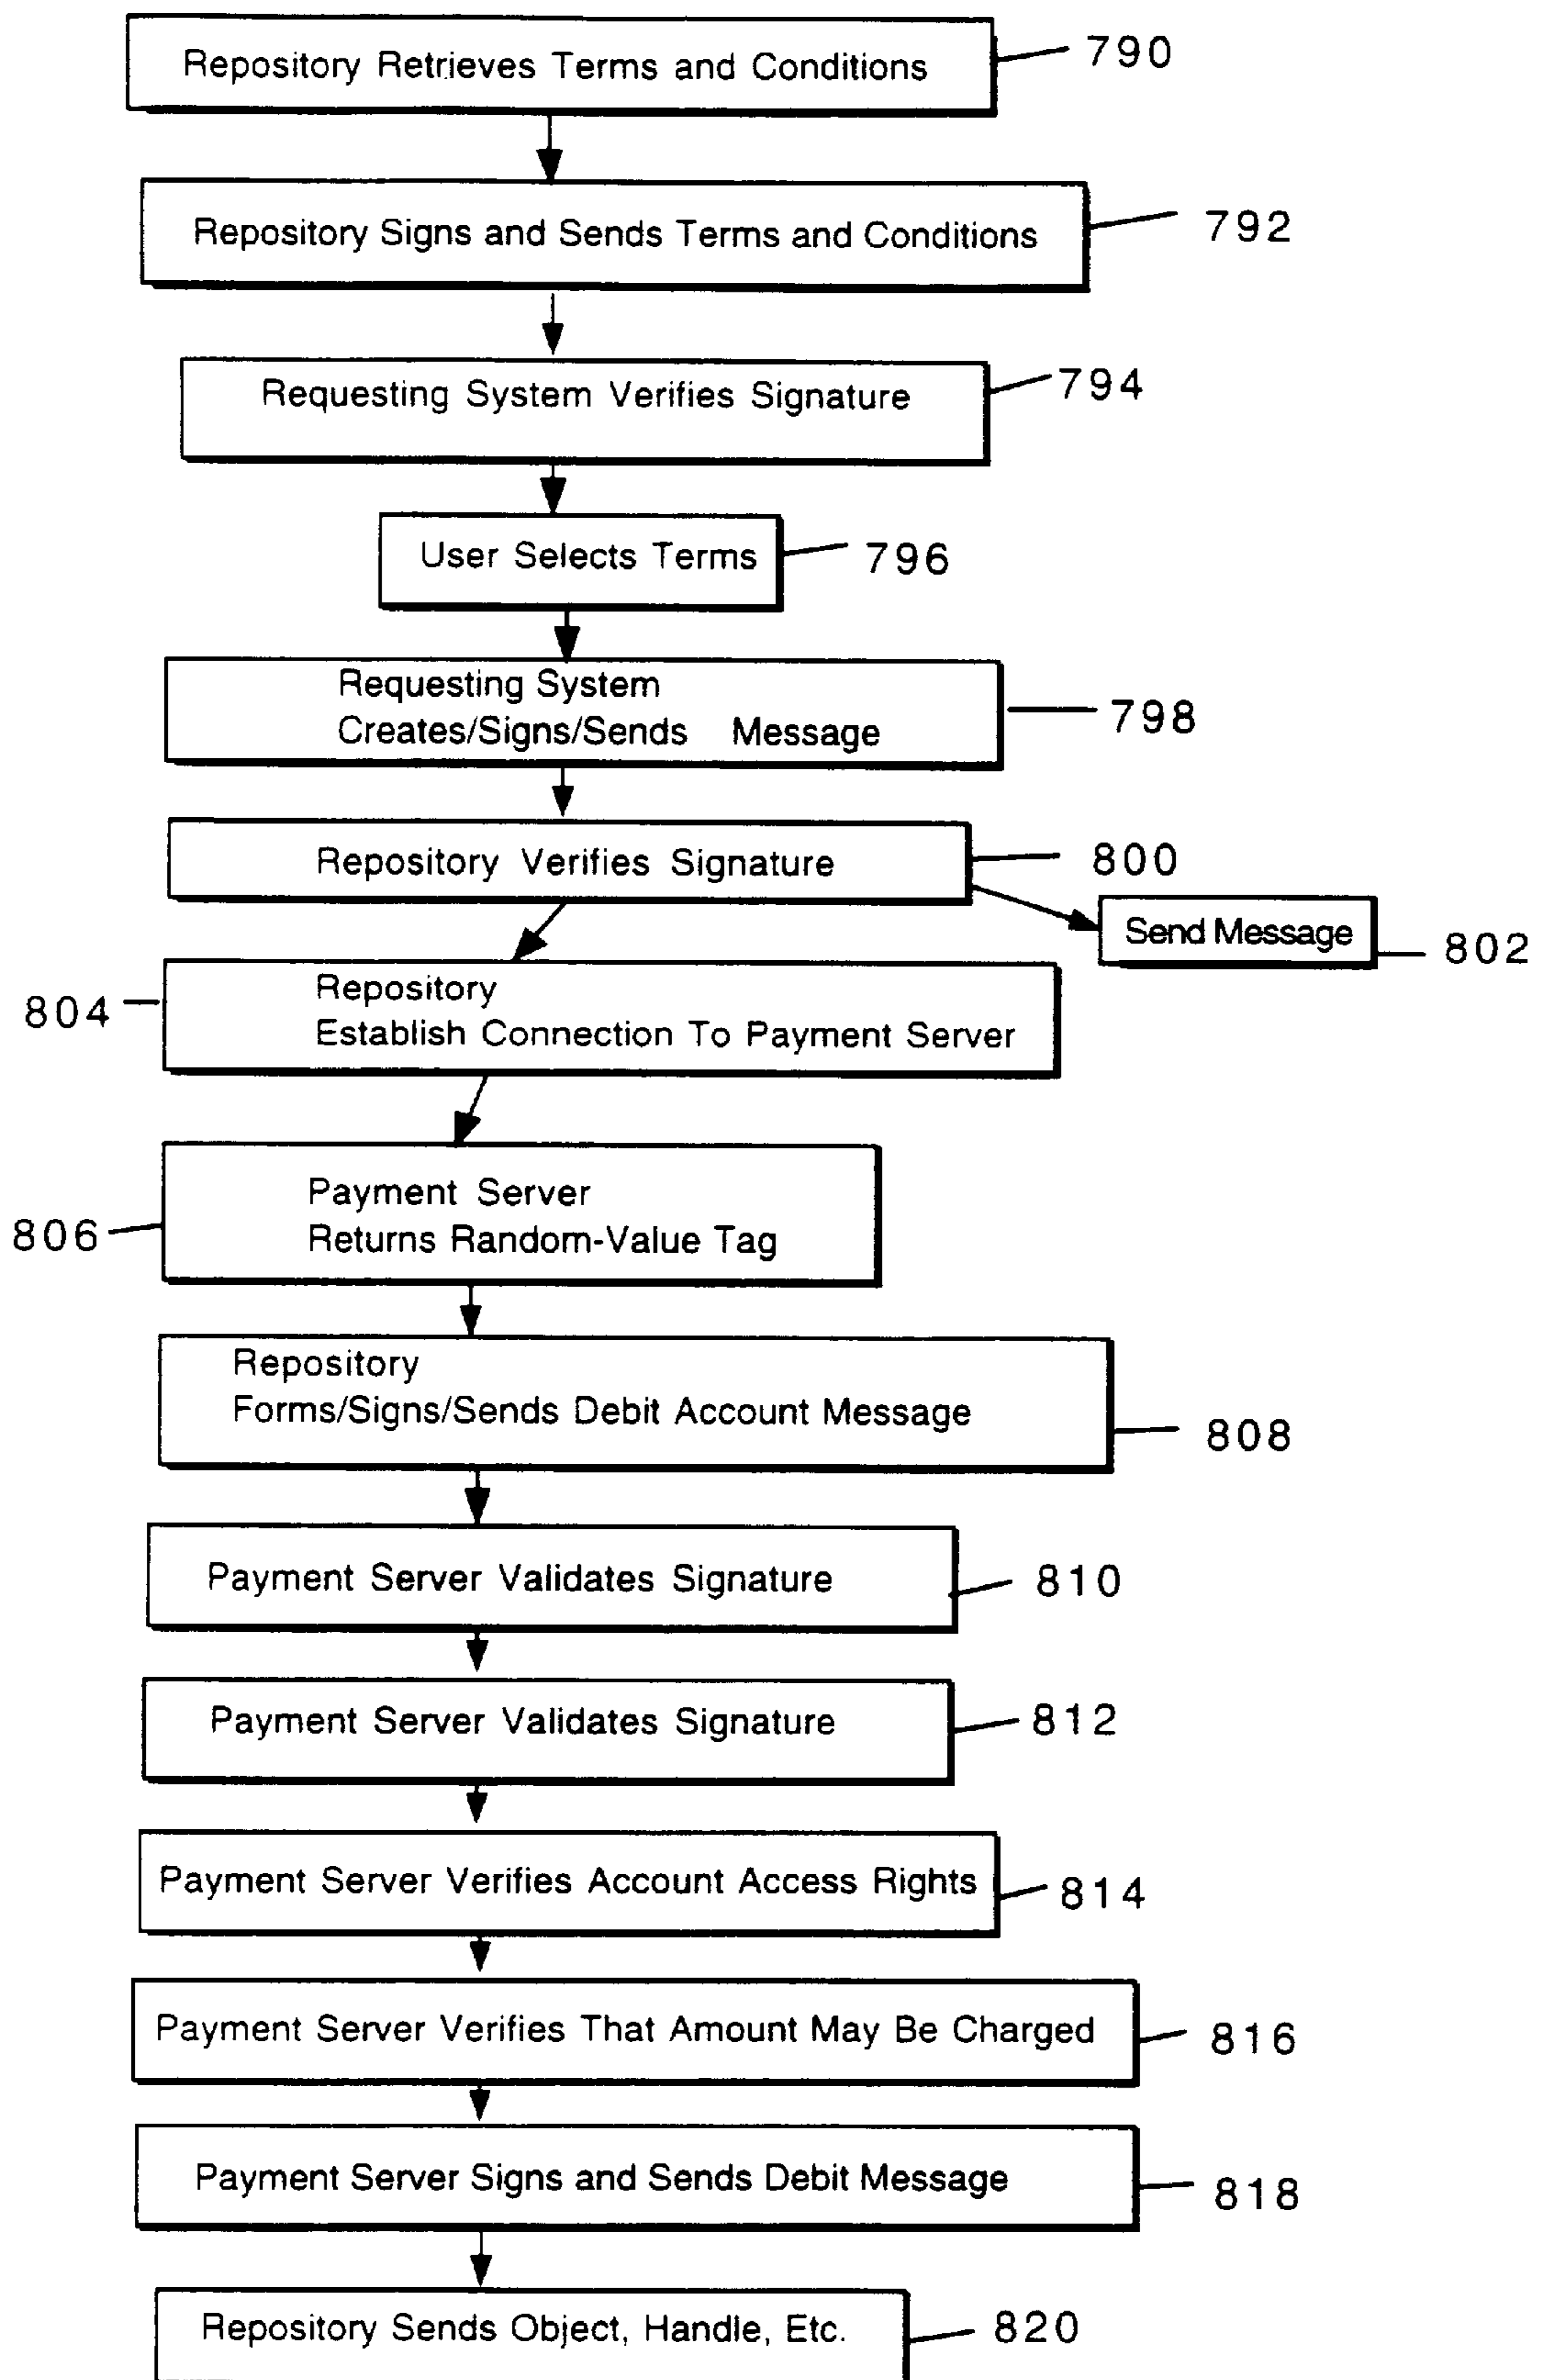 Repository Retrieves Terms and Conditions
790
Repository Signs and Sends Terms and Conditions
792
Requesting System Verifies Signature
794
User Selects Terms
796
Requesting System
Creates/Signs/Sends Message
798
Repository Verifies Signature
800
Send Message
802
804
Repository
Establish Connection To Payment Server
806
Payment Server
Returns Random-Value Tag
Repository
Forms/Signs/Sends Debit Account Message
808
Payment Server Validates Signature
810
Payment Server Validates Signature
812
Payment Server Verifies Account Access Rights
814
Payment Server Verifies That Amount May Be Charged
816
Payment Server Signs and Sends Debit Message
818
Repository Sends Object, Handle, Etc.
820